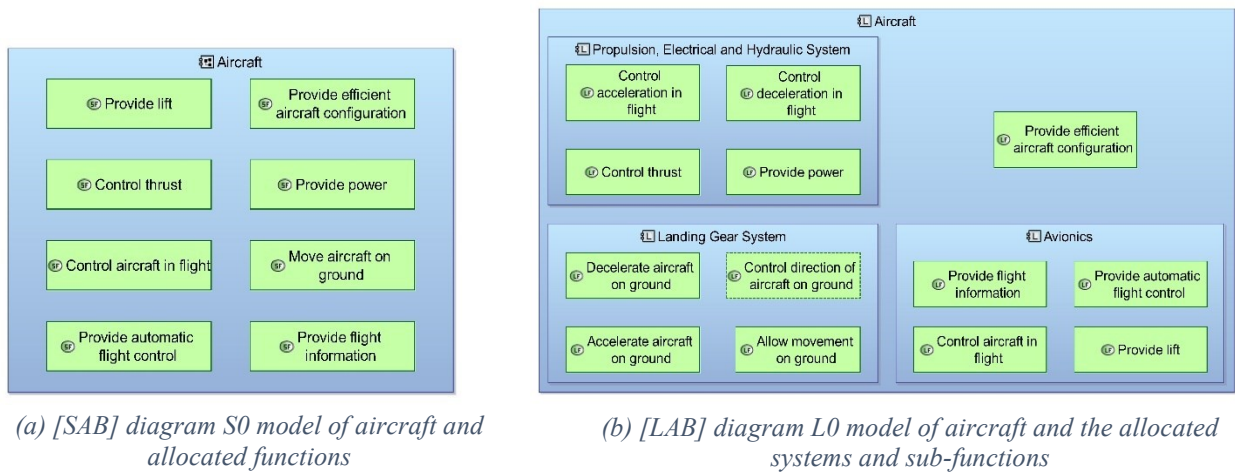 Aircraft
Provide lift
Provide efficient
aircraft configuration
Control thrust
Provide power
Control aircraft in flight
Move aircraft on
ground
Provide automatic
flight control
Provide flight
information
(a) [SAB] diagram S0 model of aircraft and
allocated functions
Aircraft
Propulsion, Electrical and Hydraulic System
Control
acceleration in
flight
Control
deceleration in
flight
Control thrust
Provide power
Provide efficient
aircraft configuration
Landing Gear System
Decelerate aircraft
on ground
Control direction of
aircraft on ground
Accelerate aircraft
on ground
Allow movement
on ground
Avionics
Provide flight
information
Provide automatic
flight control
Control aircraft in
flight
Provide lift
(b) [LAB] diagram L0 model of aircraft and the allocated
systems and sub-functions